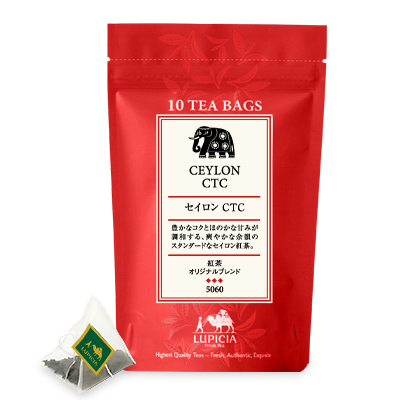 10 TEA BAGS
CEYLON
CTC
セイロン CTC
豊かなコクとほのかな甘みが
調和する、爽やかな余韻の
スタンダードなセイロン紅茶。
紅茶
オリジナルブレンド
5060
LUPICIA
Fresh Tea
Highest Quality Teas – Fresh, Authentic, Exquisite